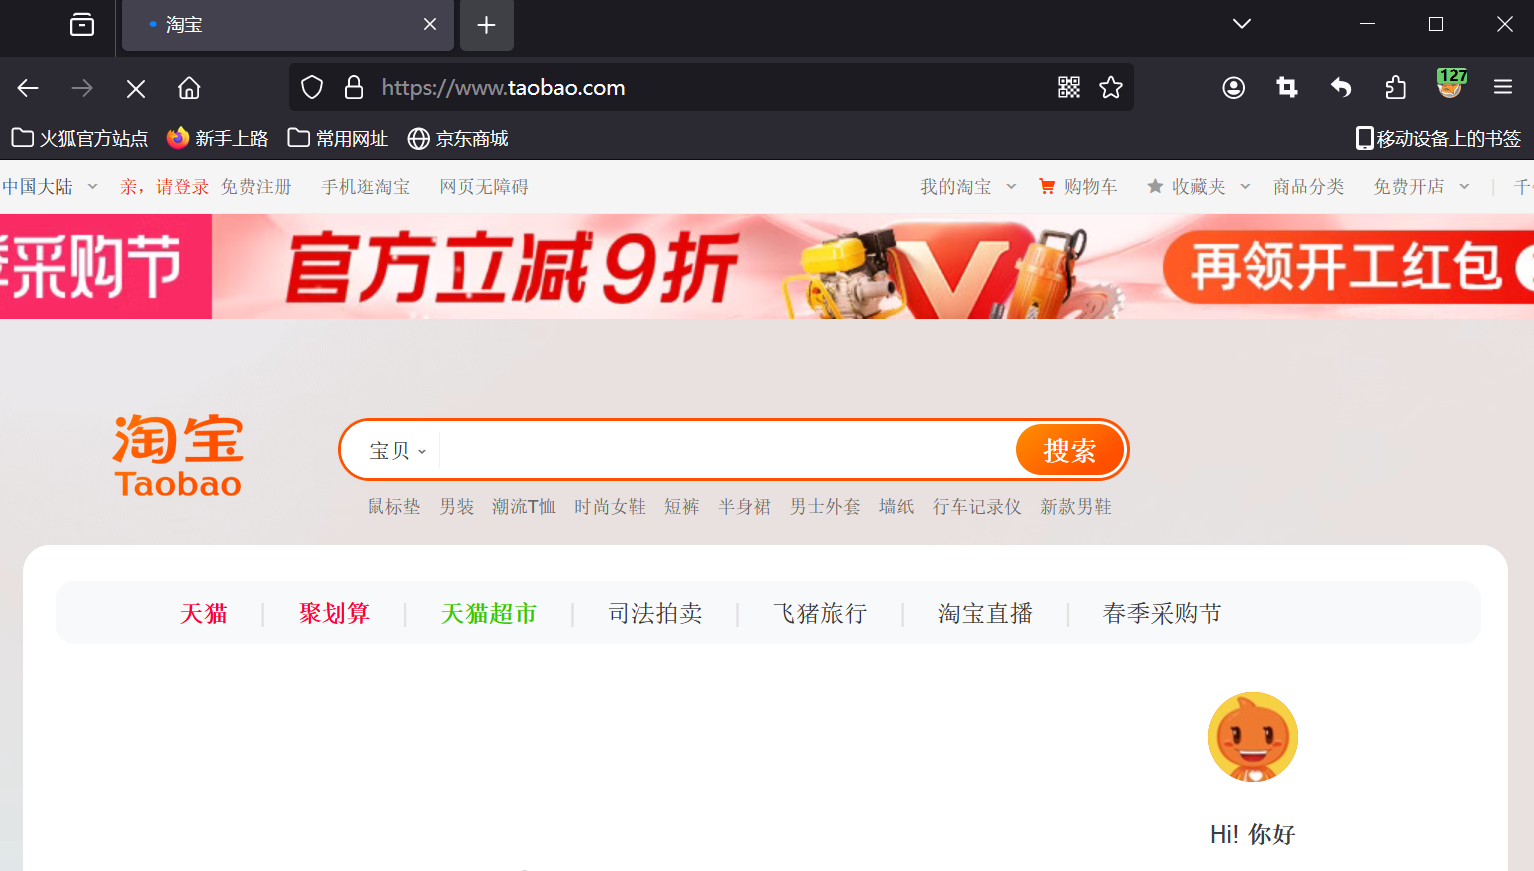 淘宝
https://www.taobao.com
127
火狐官方站点 新手上路 常用网址 京东商城 移动设备上的书签
中国大陆 亲，请登录 免费注册 手机逛淘宝 网页无障碍 我的淘宝 购物车 收藏夹 商品分类 免费开店
采购节 官方立减9折 再领开工红包
淘宝
Taobao
宝贝 搜索
鼠标垫 男装 潮流T恤 时尚女鞋 短裤 半身裙 男士外套 墙纸 行车记录仪 新款男鞋
天猫 聚划算 天猫超市 司法拍卖 飞猪旅行 淘宝直播 春季采购节
Hi! 你好